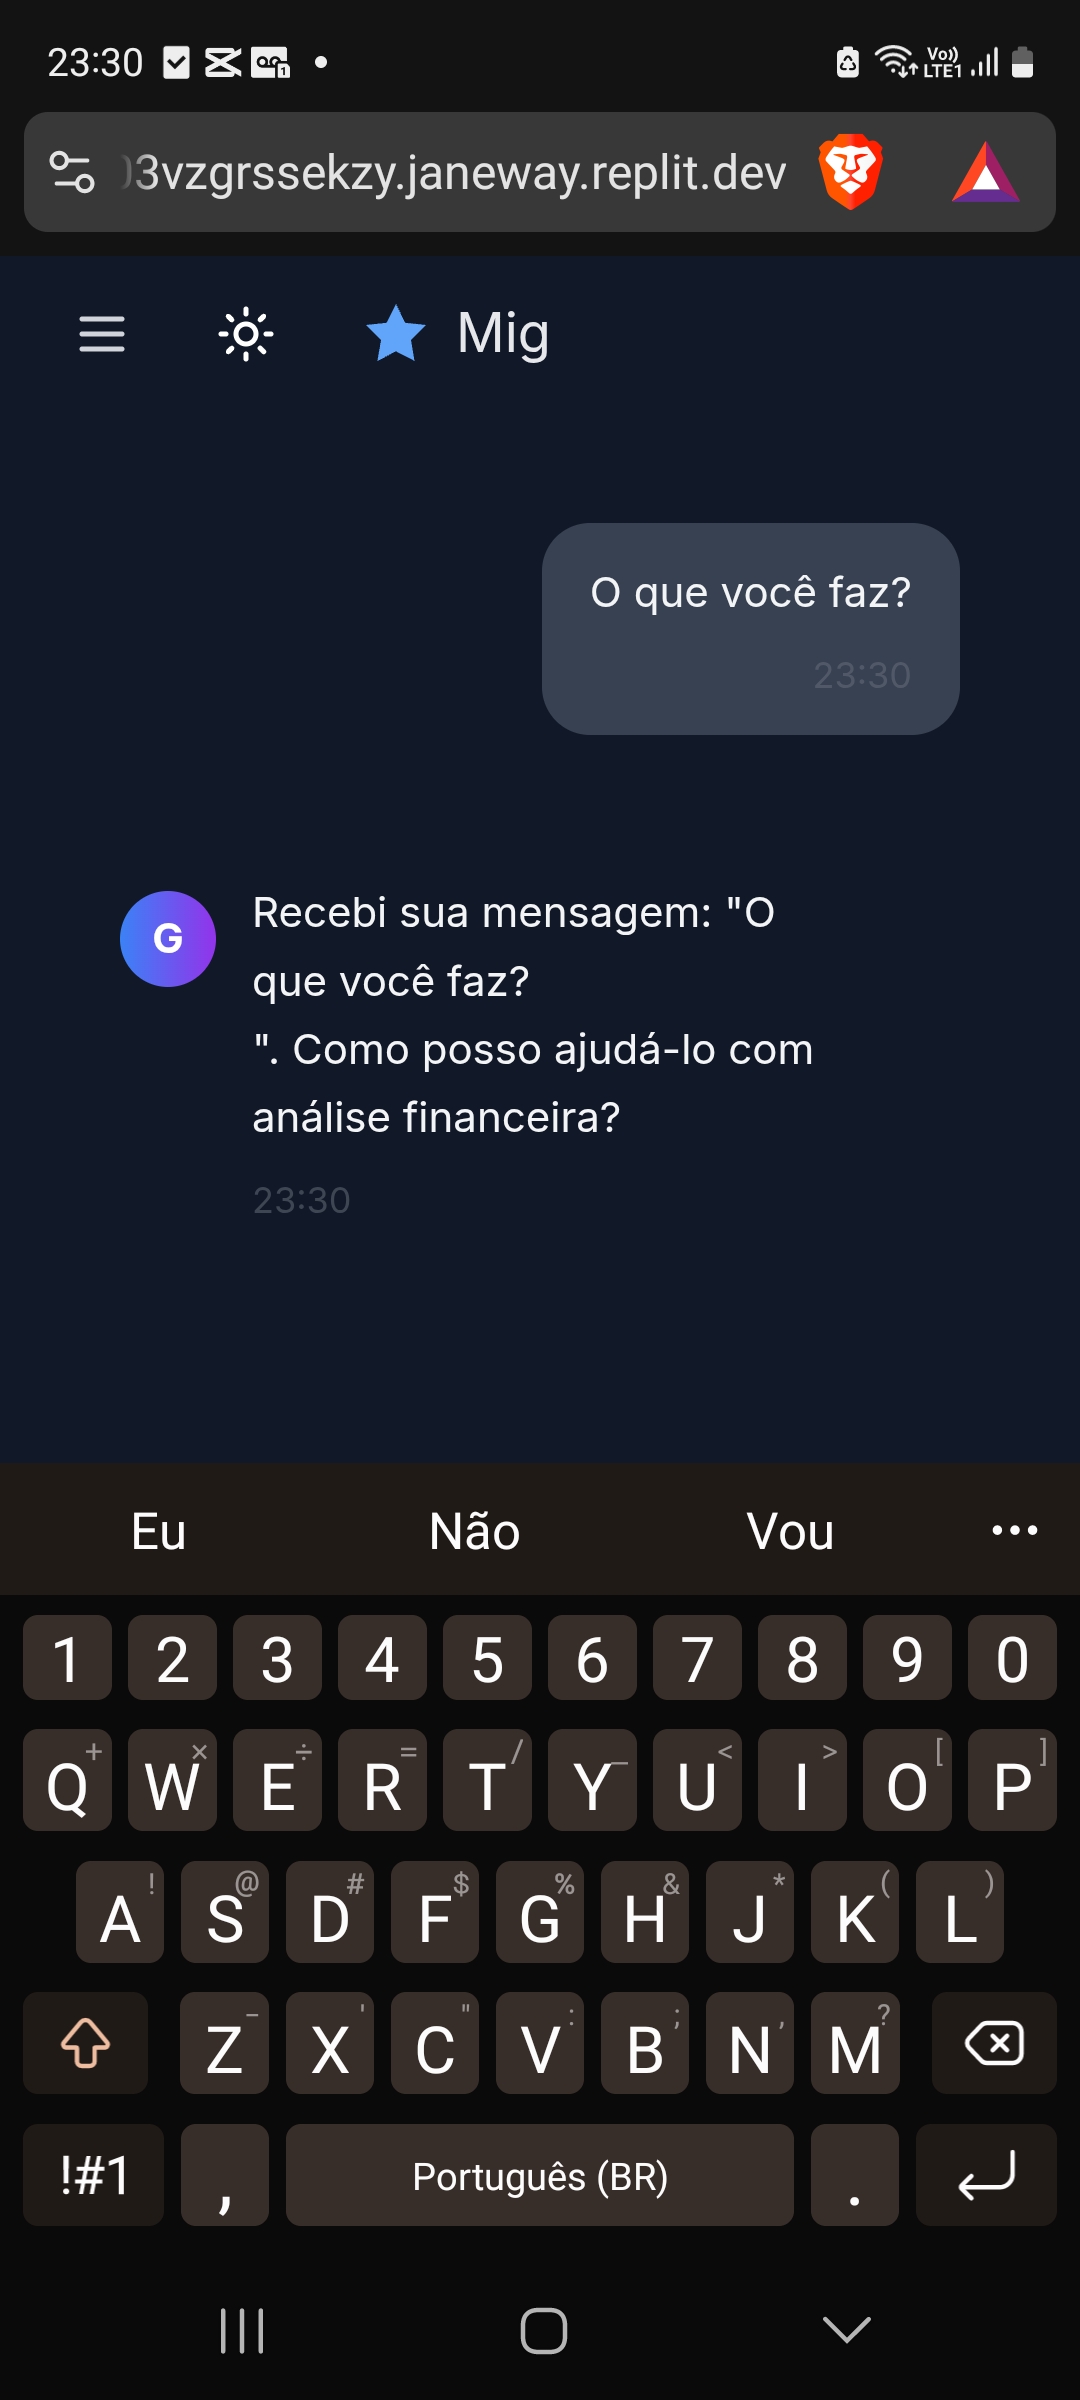 23:30
Vo))
LTE1
3vzgrssekzy.janeway.replit.dev
Mig
O que você faz?
23:30
G
Recebi sua mensagem: "O
que você faz?
". Como posso ajudá-lo com
análise financeira?
23:30
Eu Não Vou •••
1 2 3 4 5 6 7 8 9 0
+ × ÷ = / _ < > [ ]
Q W E R T Y U I O P
! @ # $ % & * ( )
A S D F G H J K L
- ' " : ; , ?
Z X C V B N M
!#1 , Português (BR) .